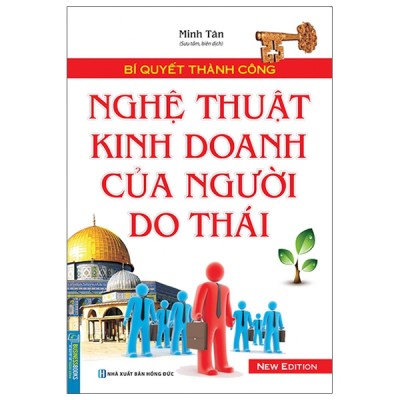 Minh Tân
(Sưu tầm, biên dịch)
BÍ QUYẾT THÀNH CÔNG
NGHỆ THUẬT
KINH DOANH
CỦA NGƯỜI
DO THÁI
NEW EDITION
BUSINESSBOOKS
NHÀ XUẤT BẢN HỒNG ĐỨC